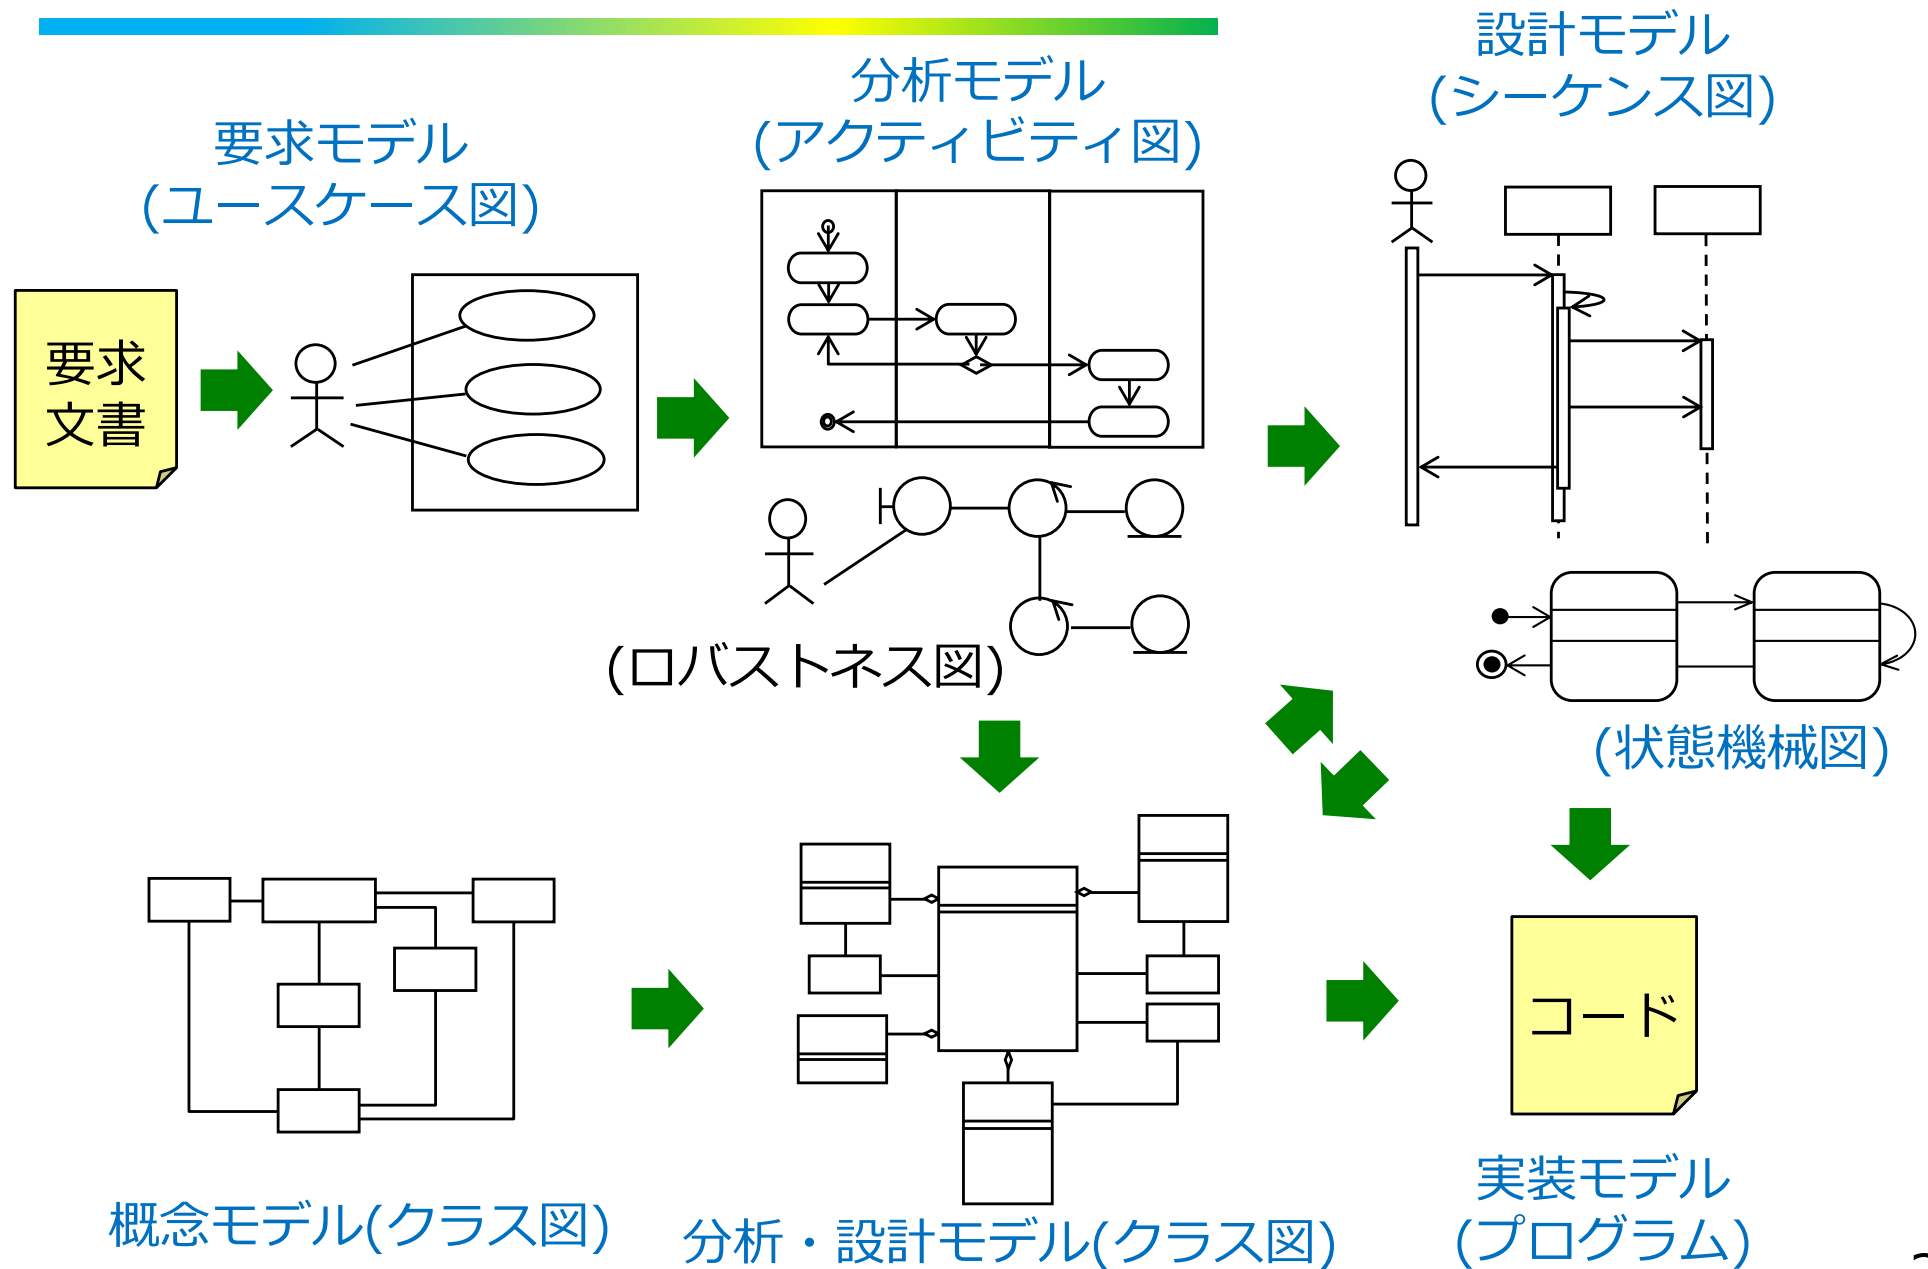 要求モデル
(ユースケース図)
分析モデル
(アクティビティ図)
設計モデル
(シーケンス図)
要求
文書
(ロバストネス図)
(状態機械図)
コード
概念モデル(クラス図)
分析・設計モデル(クラス図)
実装モデル
(プログラム)